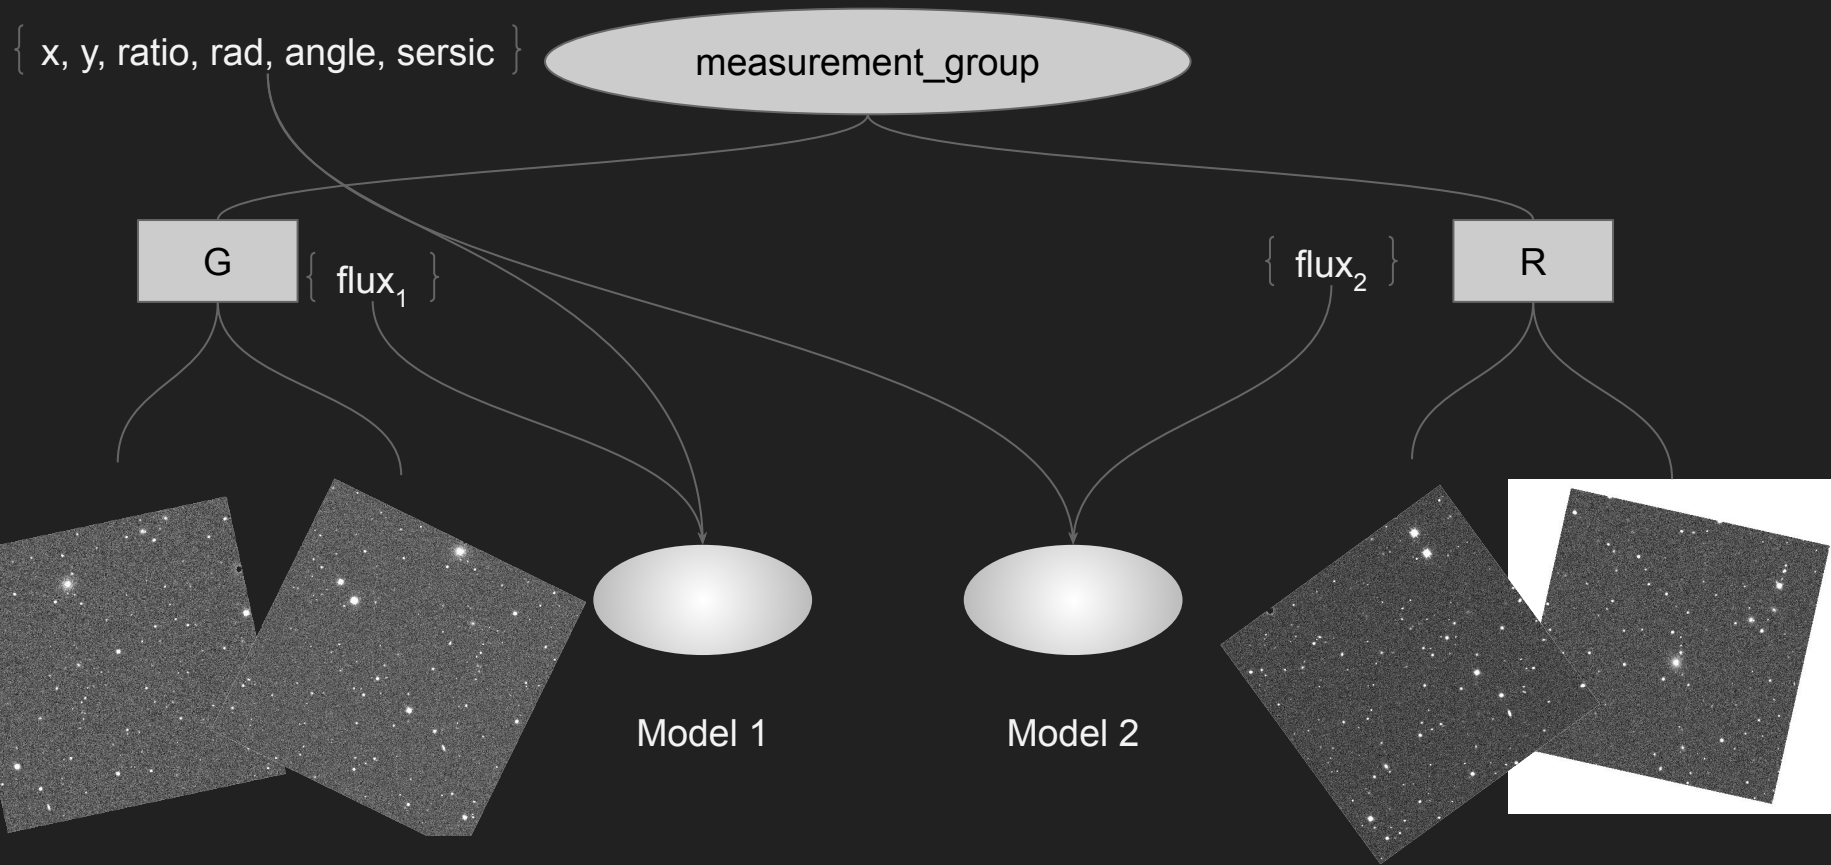 { x, y, ratio, rad, angle, sersic }
measurement_group
G
{ flux₁ }
{ flux₂ }
R
Model 1
Model 2